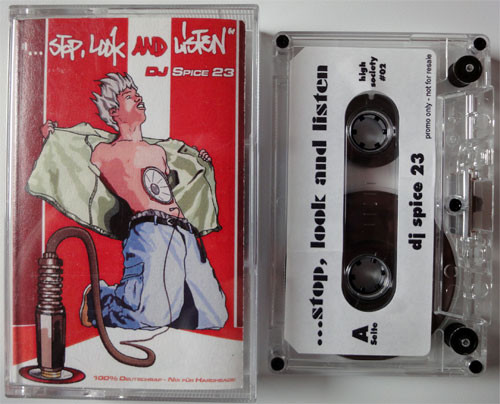 ...STOP, LOOK AND LISTEN"
DJ SPICE 23
100% DEUTSCHRAP - NIX FÜR HAARGENAUE
...stop, look and listen
dj spice 23
high
society
#02
promo only - not for resale
A
Seite